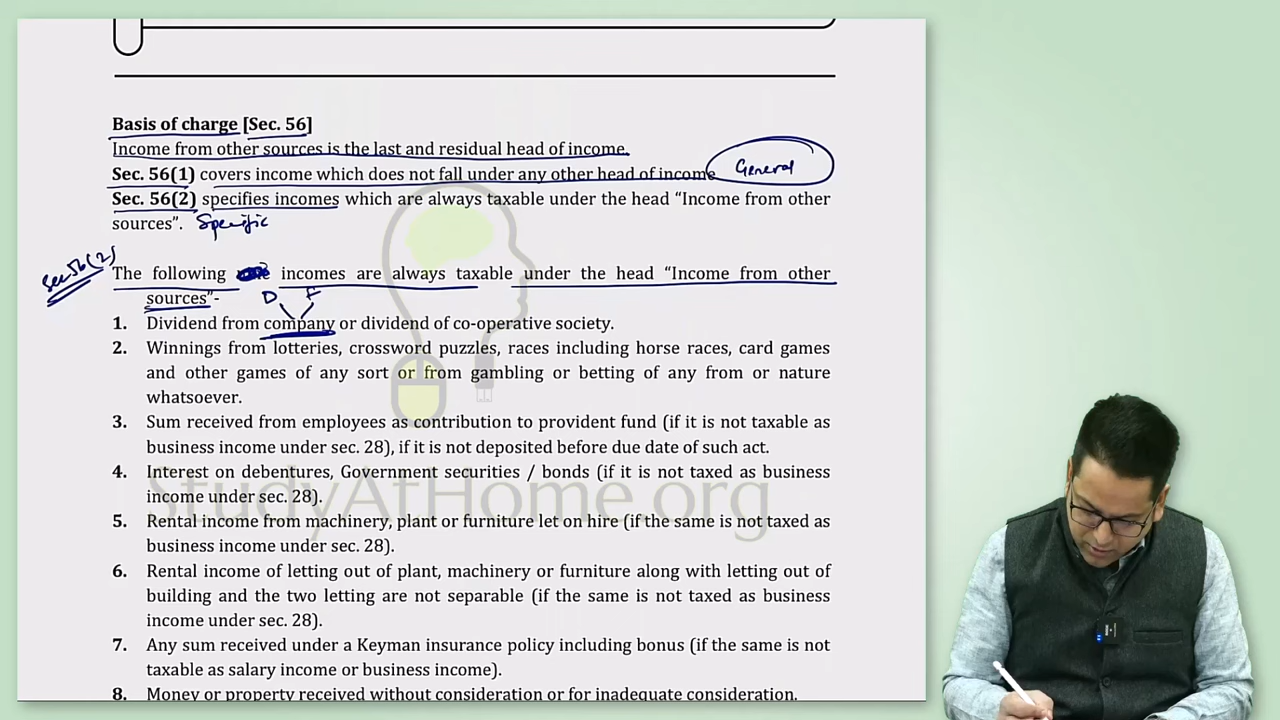 Basis of charge [Sec. 56]
Income from other sources is the last and residual head of income.
Sec. 56(1) covers income which does not fall under any other head of income General
Sec. 56(2) specifies incomes which are always taxable under the head “Income from other
sources”. Specific
Sec 56(2)
The following incomes are always taxable under the head “Income from other
sources”-
D F
1. Dividend from company or dividend of co-operative society.
2. Winnings from lotteries, crossword puzzles, races including horse races, card games
and other games of any sort or from gambling or betting of any from or nature
whatsoever.
3. Sum received from employees as contribution to provident fund (if it is not taxable as
business income under sec. 28), if it is not deposited before due date of such act.
4. Interest on debentures, Government securities / bonds (if it is not taxed as business
income under sec. 28).
StudyAtHome.org
5. Rental income from machinery, plant or furniture let on hire (if the same is not taxed as
business income under sec. 28).
6. Rental income of letting out of plant, machinery or furniture along with letting out of
building and the two letting are not separable (if the same is not taxed as business
income under sec. 28).
7. Any sum received under a Keyman insurance policy including bonus (if the same is not
taxable as salary income or business income).
8. Money or property received without consideration or for inadequate consideration.